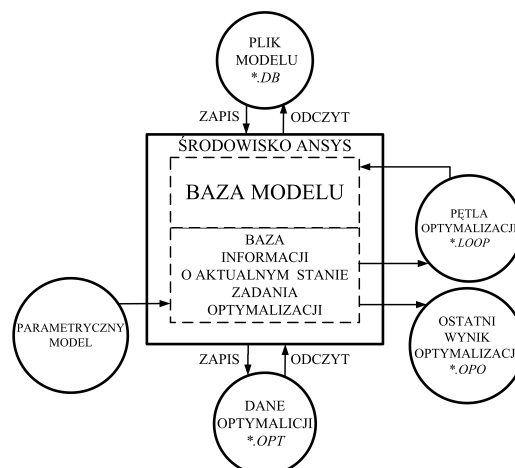 PLIK
MODELU
*.DB
ZAPIS
ODCZYT
ŚRODOWISKO ANSYS
BAZA MODELU
BAZA
INFORMACJI
O AKTUALNYM STANIE
ZADANIA
OPTYMALIZACJI
PĘTLA
OPTYMALIZACJI
*.LOOP
PARAMETRYCZNY
MODEL
OSTATNI
WYNIK
OPTYMALIZACJI
*.OPO
ZAPIS
ODCZYT
DANE
OPTYMALICJI
*.OPT